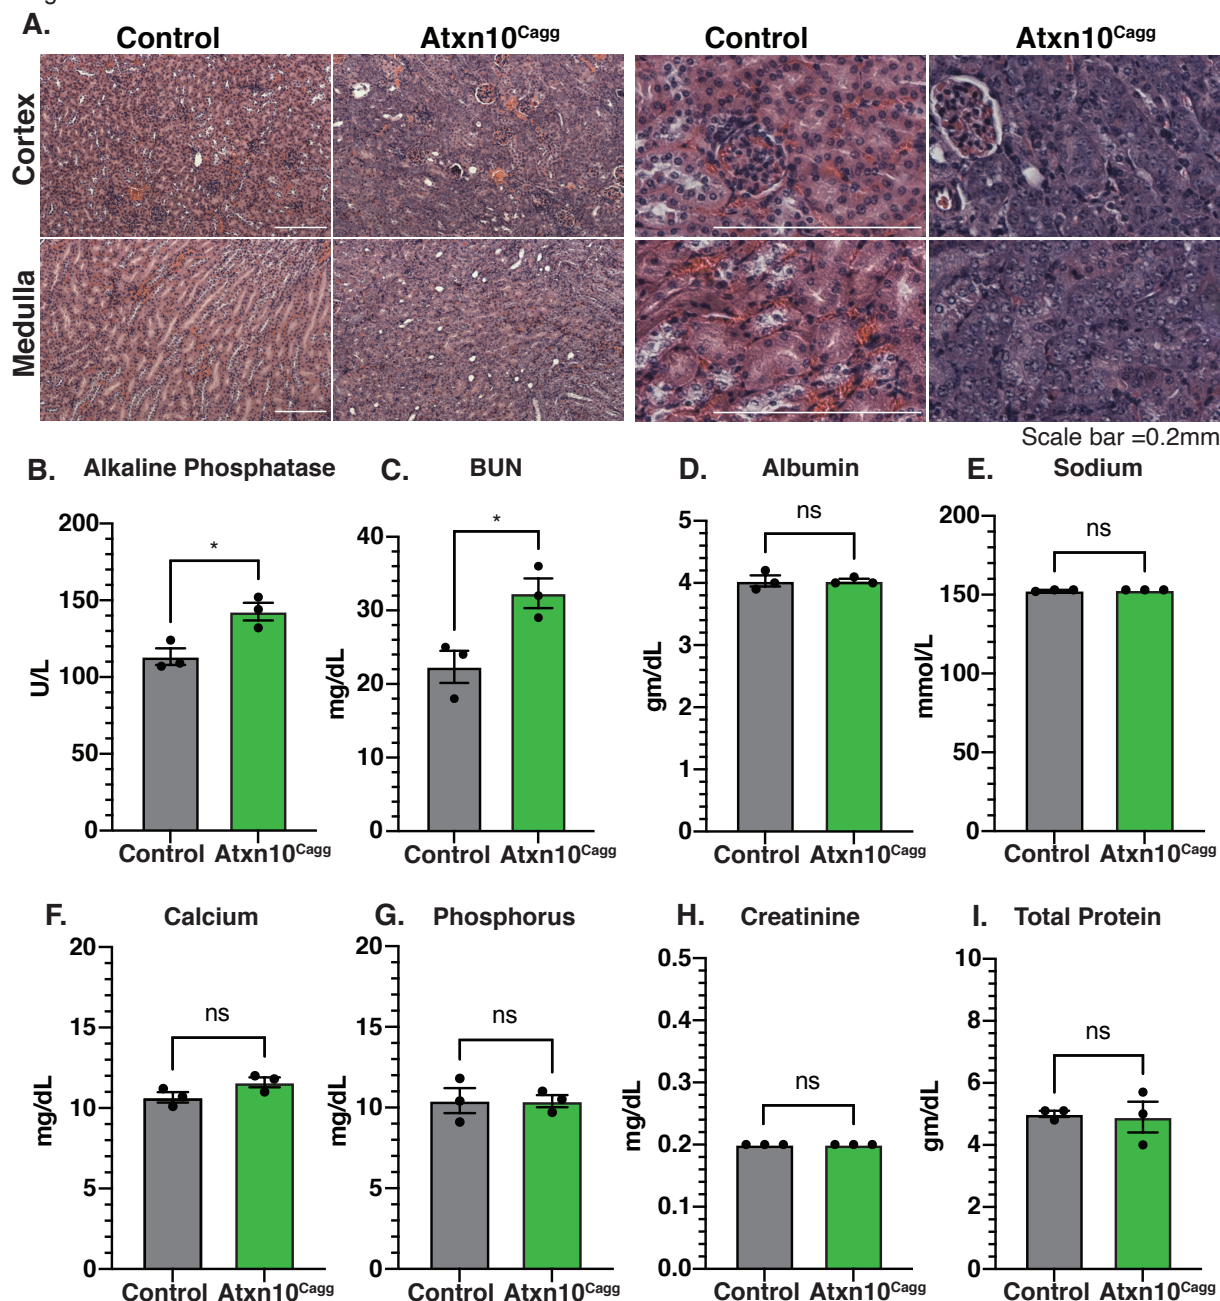 A.
Control Atxn10Cagg Control Atxn10Cagg
Cortex
Medulla
Scale bar =0.2mm
B. Alkaline Phosphatase
200
150
100
50
0
U/L
*
Control Atxn10Cagg
C. BUN
40
30
20
10
0
mg/dL
*
Control Atxn10Cagg
D. Albumin
5
4
3
2
1
0
gm/dL
ns
Control Atxn10Cagg
E. Sodium
200
150
100
50
0
mmol/L
ns
Control Atxn10Cagg
F. Calcium
20
15
10
5
0
mg/dL
ns
Control Atxn10Cagg
G. Phosphorus
20
15
10
5
0
mg/dL
ns
Control Atxn10Cagg
H. Creatinine
0.5
0.4
0.3
0.2
0.1
0.0
mg/dL
ns
Control Atxn10Cagg
I. Total Protein
10
8
6
4
2
0
gm/dL
ns
Control Atxn10Cagg